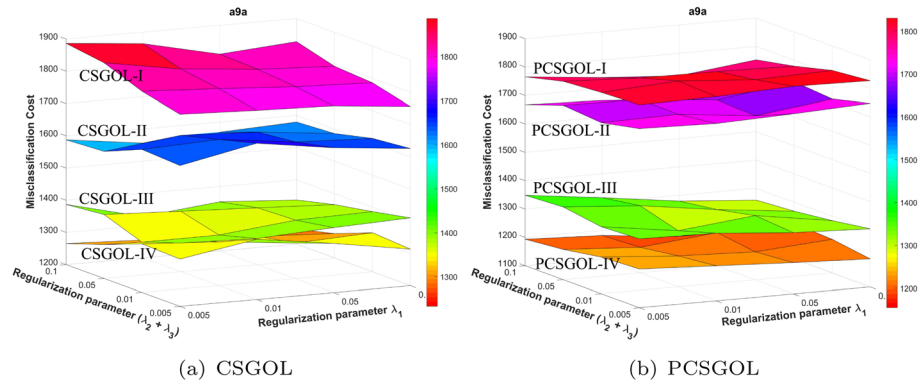 a9a
1900
1800
1700
1600
1500
1400
1300
1200
Misclassification Cost
CSGOL-I
CSGOL-II
CSGOL-III
CSGOL-IV
0.1
0.05
0.01
0.005
Regularization parameter (λ2 + λ3)
0.005
0.01
0.05
0.
Regularization parameter λ1
1800
1700
1600
1500
1400
1300
(a) CSGOL
a9a
1900
1800
1700
1600
1500
1400
1300
1200
1100
Misclassification Cost
PCSGOL-I
PCSGOL-II
PCSGOL-III
PCSGOL-IV
0.1
0.05
0.01
0.005
Regularization parameter (λ2 + λ3)
0.005
0.01
0.05
0.
Regularization parameter λ1
1800
1700
1600
1500
1400
1300
1200
(b) PCSGOL